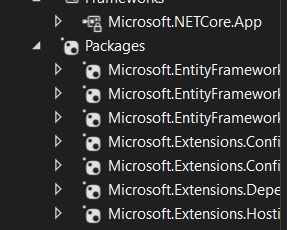 Frameworks
Microsoft.NETCore.App
Packages
Microsoft.EntityFramework
Microsoft.EntityFramework
Microsoft.EntityFramework
Microsoft.Extensions.Confi
Microsoft.Extensions.Confi
Microsoft.Extensions.Depe
Microsoft.Extensions.Hosti